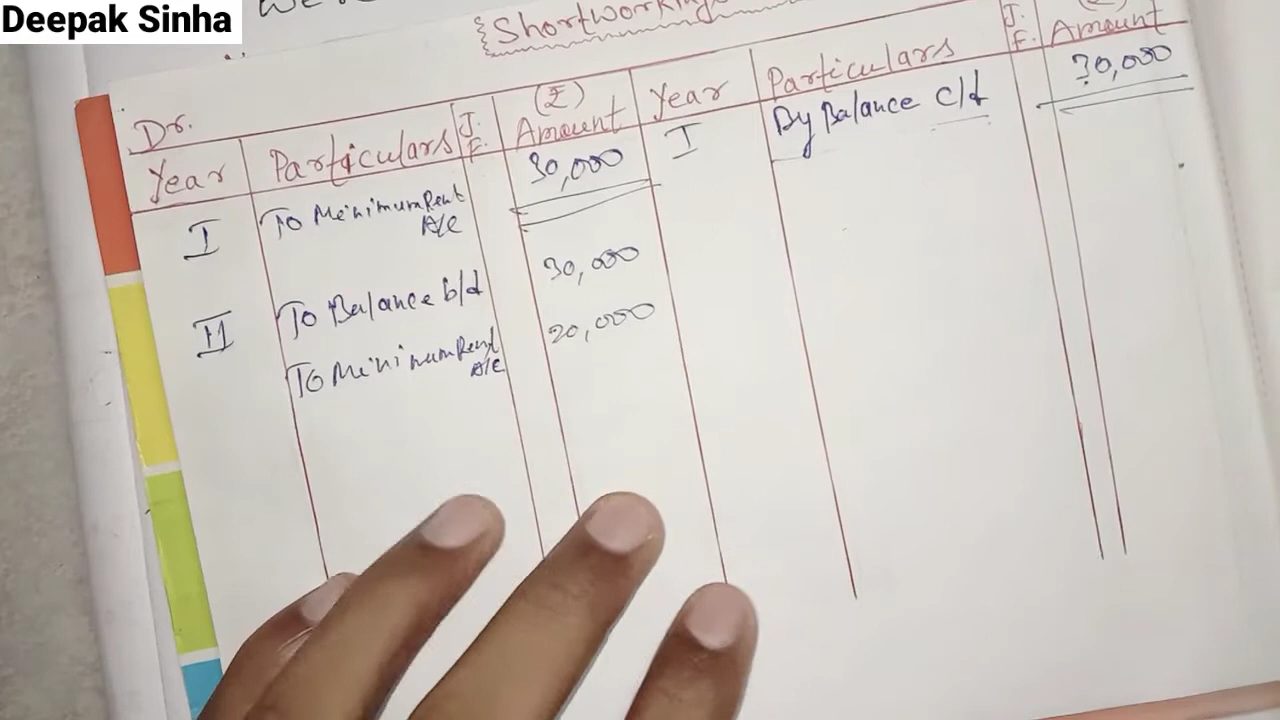 Deepak Sinha
Shortworking
Dr.
Year Particulars J.F. (₹) Amount Year Particulars J.F. Amount
I To Minimum Rent A/c 30,000 I By Balance c/d 30,000
II To Balance b/d 30,000
To Minimum Rent A/c 20,000